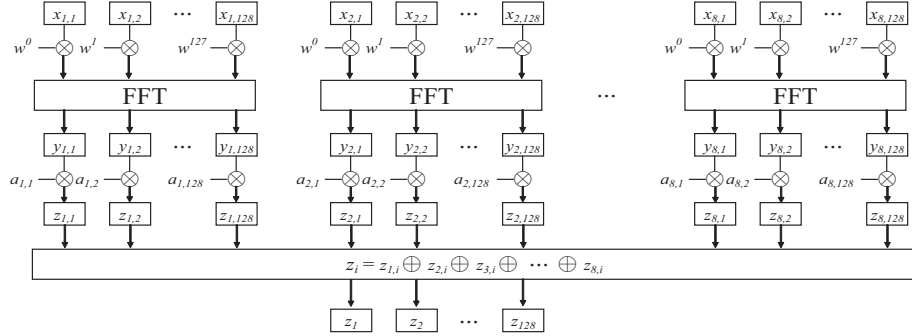 x1,1 x1,2 ... x1,128 x2,1 x2,2 ... x2,128 x8,1 x8,2 ... x8,128
w0 w1 w127 w0 w1 w127 w0 w1 w127
FFT FFT ... FFT
y1,1 y1,2 ... y1,128 y2,1 y2,2 ... y2,128 y8,1 y8,2 ... y8,128
a1,1 a1,2 a1,128 a2,1 a2,2 a2,128 a8,1 a8,2 a8,128
z1,1 z1,2 z1,128 z2,1 z2,2 z2,128 z8,1 z8,2 z8,128
zi = z1,i ⊕ z2,i ⊕ z3,i ⊕ ... ⊕ z8,i
z1 z2 ... z128